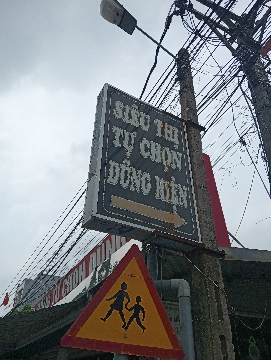 SIÊU THỊ
TỰ CHỌN
DŨNG HIỀN